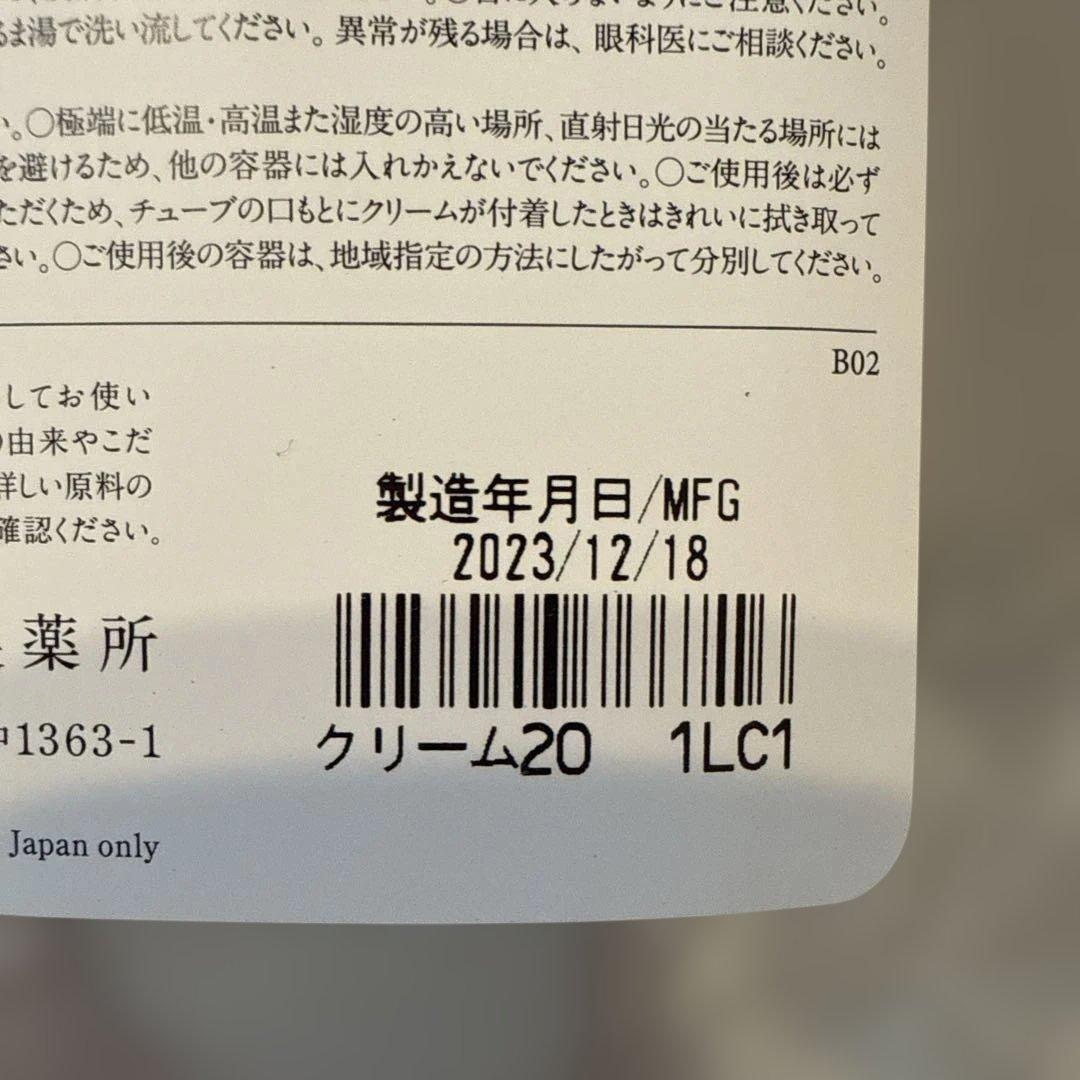 るま湯で洗い流してください。異常が残る場合は、眼科医にご相談ください。
い。○極端に低温・高温また湿度の高い場所、直射日光の当たる場所には
を避けるため、他の容器には入れかえないでください。○ご使用後は必ず
ただくため、チューブの口もとにクリームが付着したときはきれいに拭き取って
さい。○ご使用後の容器は、地域指定の方法にしたがって分別してください。
B02
してお使い
の由来やこだ
詳しい原料の
確認ください。
薬所
中1363-1
Japan only
製造年月日/MFG
2023/12/18
クリーム20 1LC1